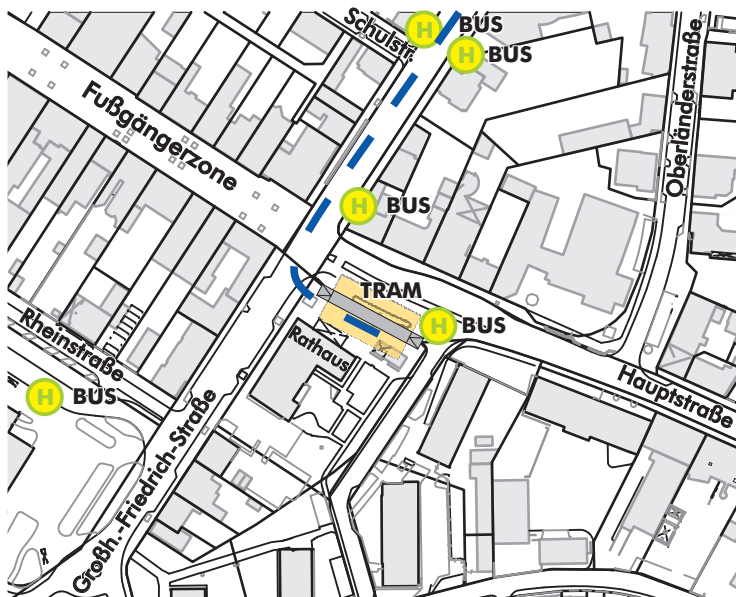 H BUS
Schulstr.
H BUS
Oberländerstraße
Fußgängerzone
H BUS
TRAM
H BUS
Rathaus
Rheinstraße
H BUS
Hauptstraße
Großh.-Friedrich-Straße